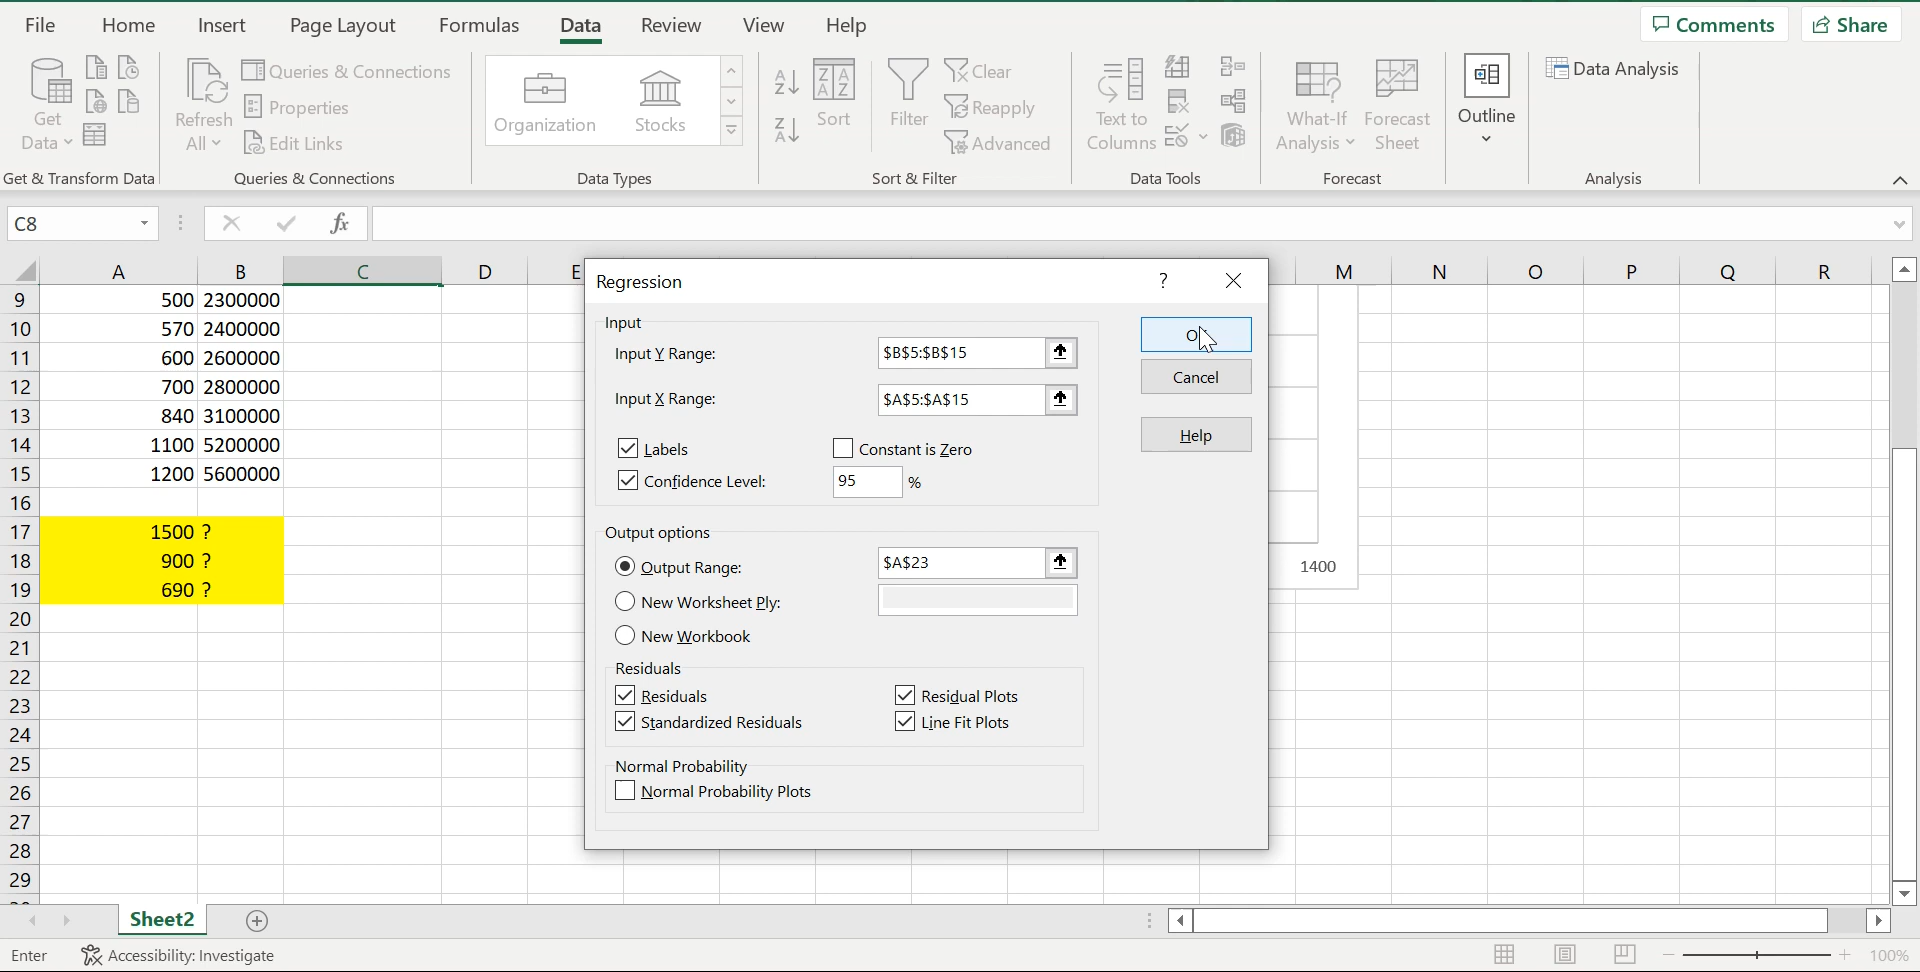 File Home Insert Page Layout Formulas Data Review View Help Comments Share
Get Data
Refresh All
Queries & Connections
Properties
Edit Links
Organization Stocks
Sort
Filter
Clear
Reapply
Advanced
Text to Columns
What-If Analysis
Forecast Sheet
Outline
Data Analysis
Get & Transform Data Queries & Connections Data Types Sort & Filter Data Tools Forecast Analysis
C8 fx
A B C D E M N O P Q R
9 500 2300000
10 570 2400000
11 600 2600000
12 700 2800000
13 840 3100000
14 1100 5200000
15 1200 5600000
16
17 1500 ?
18 900 ?
19 690 ?
20
21
22
23
24
25
26
27
28
29
1400
Regression ?
Input
Input Y Range: $B$5:$B$15
Input X Range: $A$5:$A$15
Labels Constant is Zero
Confidence Level: 95 %
Output options
Output Range: $A$23
New Worksheet Ply:
New Workbook
Residuals
Residuals Residual Plots
Standardized Residuals Line Fit Plots
Normal Probability
Normal Probability Plots
Cancel
Help
Sheet2
Enter Accessibility: Investigate 100%